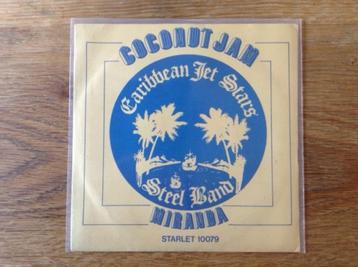 COCONUT JAM
Caribbean Jet Stars
Steel Band
MIRANDA
STARLET 10079